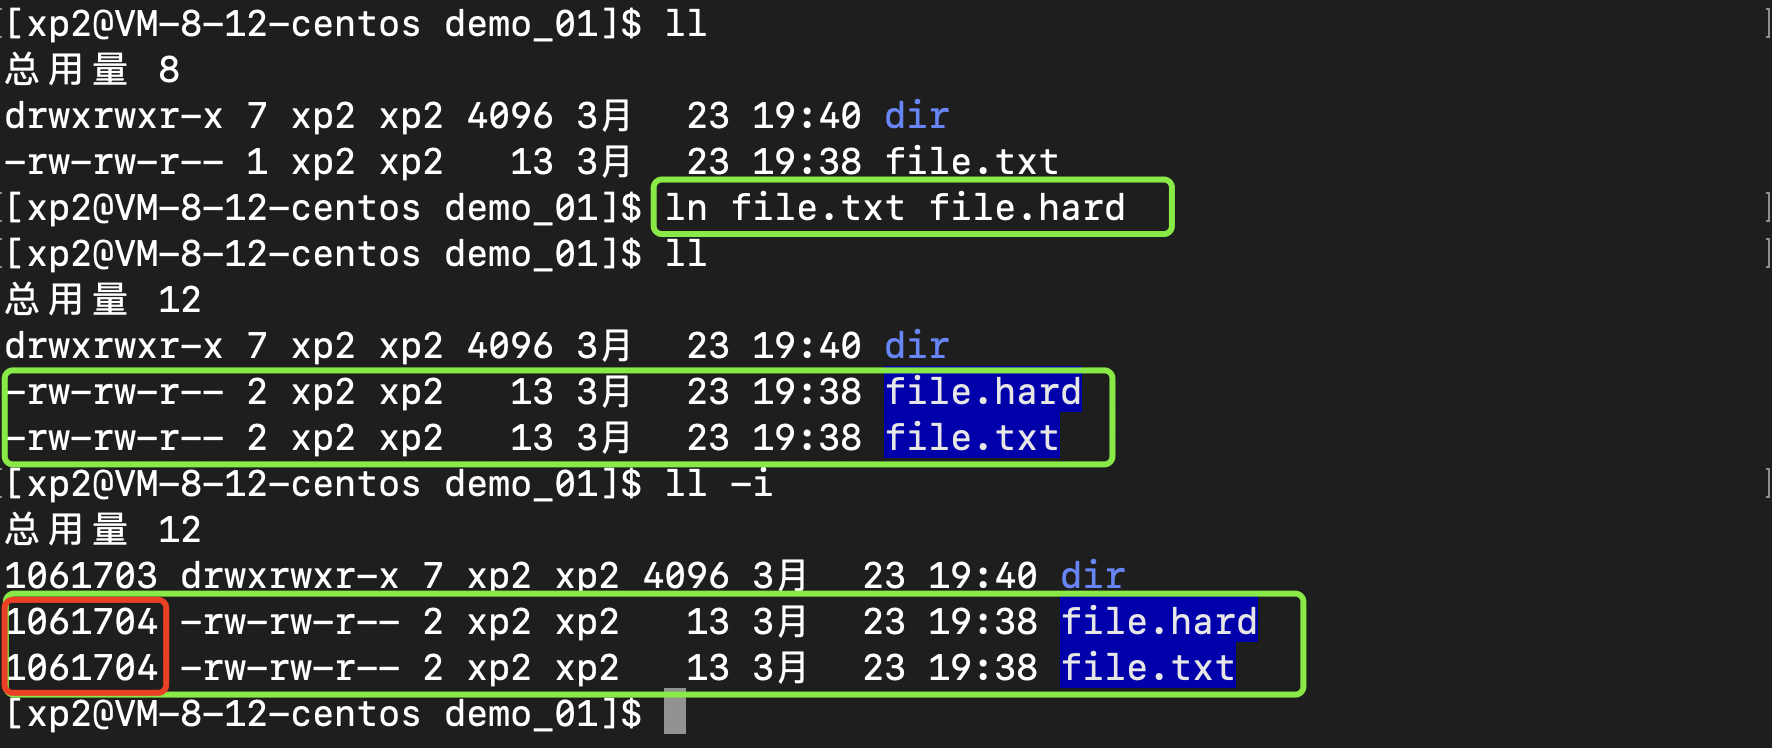 [xp2@VM-8-12-centos demo_01]$ ll
总用量 8
drwxrwxr-x 7 xp2 xp2 4096 3月  23 19:40 dir
-rw-rw-r-- 1 xp2 xp2   13 3月  23 19:38 file.txt
[xp2@VM-8-12-centos demo_01]$ ln file.txt file.hard
[xp2@VM-8-12-centos demo_01]$ ll
总用量 12
drwxrwxr-x 7 xp2 xp2 4096 3月  23 19:40 dir
-rw-rw-r-- 2 xp2 xp2   13 3月  23 19:38 file.hard
-rw-rw-r-- 2 xp2 xp2   13 3月  23 19:38 file.txt
[xp2@VM-8-12-centos demo_01]$ ll -i
总用量 12
1061703 drwxrwxr-x 7 xp2 xp2 4096 3月  23 19:40 dir
1061704 -rw-rw-r-- 2 xp2 xp2   13 3月  23 19:38 file.hard
1061704 -rw-rw-r-- 2 xp2 xp2   13 3月  23 19:38 file.txt
[xp2@VM-8-12-centos demo_01]$